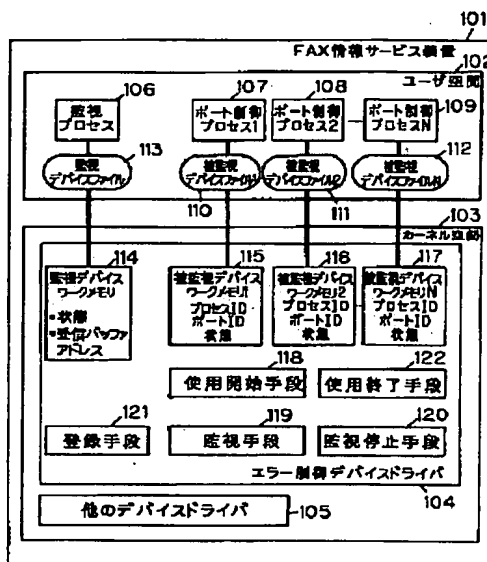 101
FAX情報サービス装置
102
ユーザ空間
106
107
108
109
監視
プロセス
ポート制御
プロセス1
ポート制御
プロセス2
ポート制御
プロセスN
113
112
監視
デバイスファイル
被監視
デバイスファイル1
被監視
デバイスファイル2
被監視
デバイスファイルN
110
111
103
カーネル空間
114
115
116
117
監視デバイス
ワークメモリ
・状態
・受信バッファ
アドレス
被監視デバイス
ワークメモリ1
プロセスID
ポートID
状態
被監視デバイス
ワークメモリ2
プロセスID
ポートID
状態
被監視デバイス
ワークメモリN
プロセスID
ポートID
状態
118
122
使用開始手段
使用終了手段
121
119
120
登録手段
監視手段
監視停止手段
エラー制御デバイスドライバ
104
他のデバイスドライバ
105